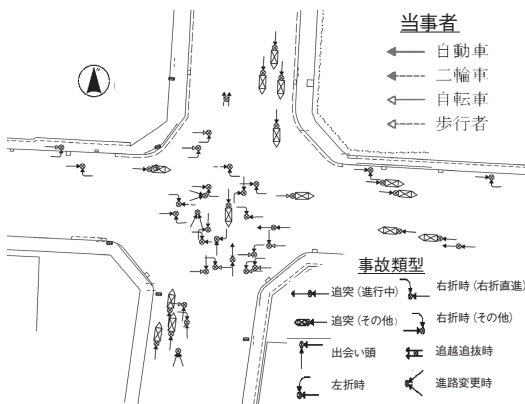 当事者
自動車
二輪車
自転車
歩行者
事故類型
追突(進行中)
右折時(右折直進)
追突(その他)
右折時(その他)
出会い頭
追越追抜時
左折時
進路変更時